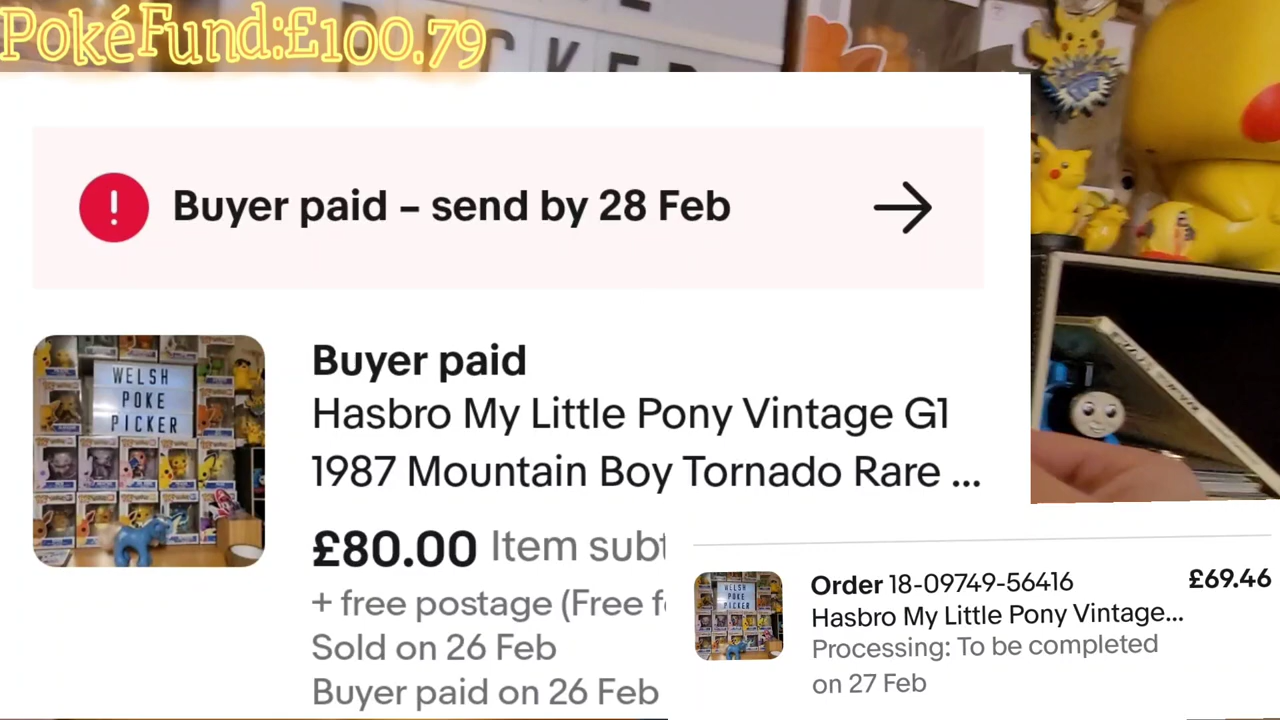 PokéFund:£100.79
Buyer paid – send by 28 Feb
WELSH
POKE
PICKER
Buyer paid
Hasbro My Little Pony Vintage G1
1987 Mountain Boy Tornado Rare ...
£80.00 Item subt
+ free postage (Free f
Sold on 26 Feb
Buyer paid on 26 Feb
WELSH
POKE
PICKER
Order 18-09749-56416 £69.46
Hasbro My Little Pony Vintage...
Processing: To be completed
on 27 Feb